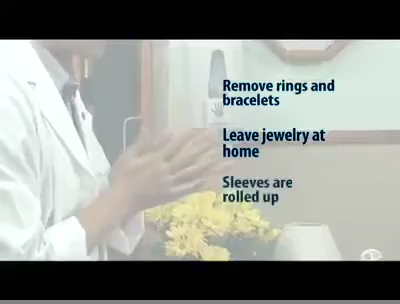 Remove rings and
bracelets
Leave jewelry at
home
Sleeves are
rolled up